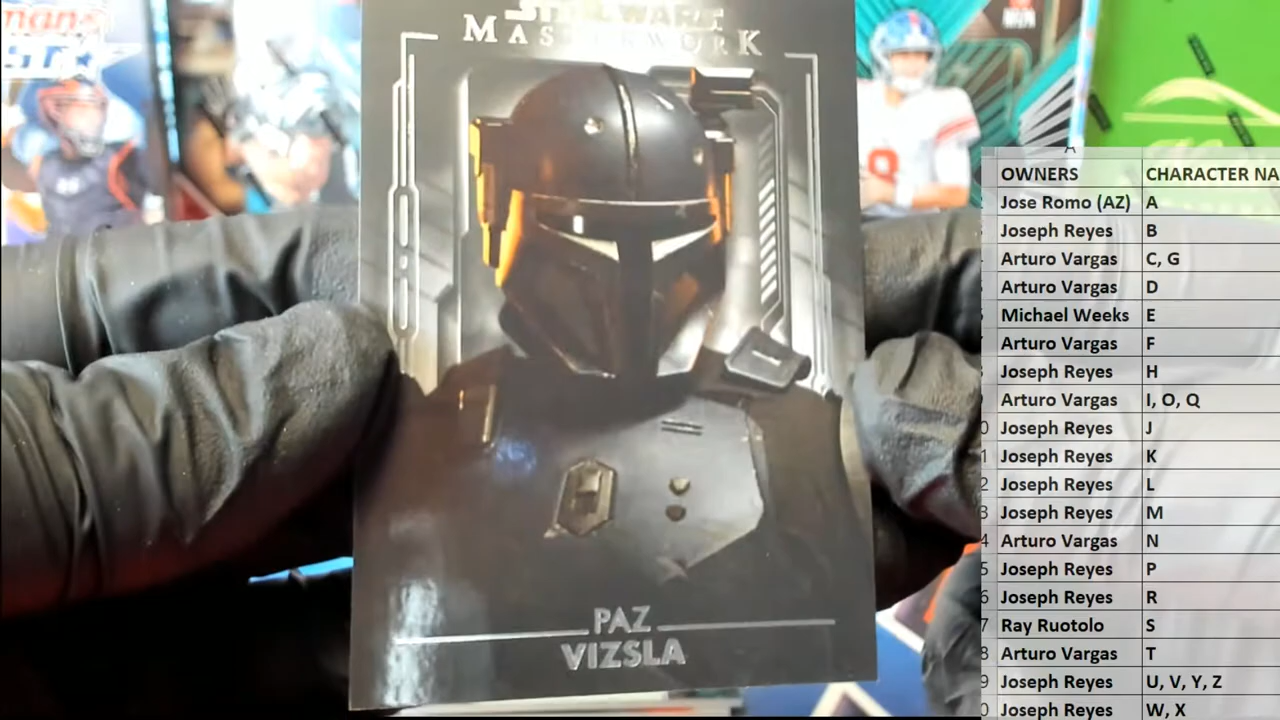 STAR WARS
MASTERWORK
PAZ
VIZSLA
A
OWNERS CHARACTER NA
Jose Romo (AZ) A
Joseph Reyes B
Arturo Vargas C, G
Arturo Vargas D
Michael Weeks E
Arturo Vargas F
Joseph Reyes H
Arturo Vargas I, O, Q
Joseph Reyes J
Joseph Reyes K
Joseph Reyes L
Joseph Reyes M
Arturo Vargas N
Joseph Reyes P
Joseph Reyes R
Ray Ruotolo S
Arturo Vargas T
Joseph Reyes U, V, Y, Z
Joseph Reyes W, X